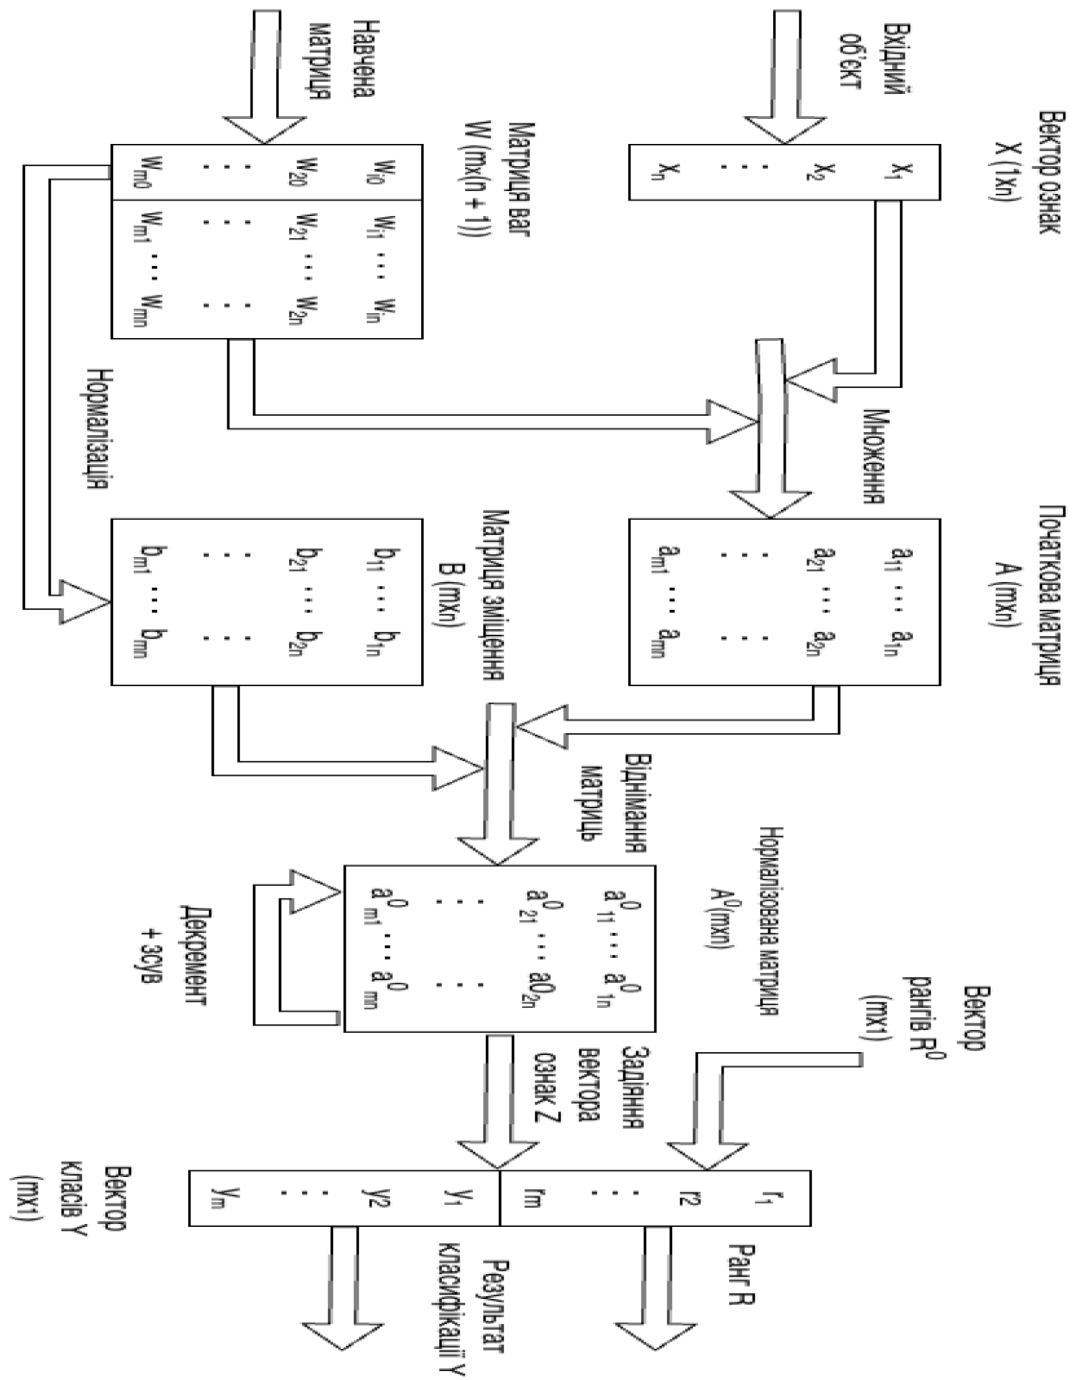 Вектор ознак
X (1xn)
Вхідний
об'єкт
x1
x2
. . .
xn
Навчена
матриця
Матриця ваг
W (mx(n + 1))
wi0 wi1 ... win
w20 w21 ... w2n
. . . . . . . . .
wm0 wm1 ... wmn
Множення
Нормалізація
Початкова матриця
A (mxn)
a11 ... a1n
a21 ... a2n
. . . . . .
am1 ... amn
Матриця зміщення
B (mxn)
b11 ... b1n
b21 ... b2n
. . . . . .
bm1 ... bmn
Віднімання
матриць
Нормалізована матриця
A⁰(mxn)
a⁰11 ... a⁰1n
a⁰21 ... a02n
. . . . . .
a⁰m1 ... a⁰mn
Декремент
+ зсув
Вектор
рангів R⁰
(mx1)
Задіяння
вектора
ознак Z
r1
r2
. . .
rm
y1
y2
. . .
ym
Вектор
класів Y
(mx1)
Ранг R
Результат
класифікації Y